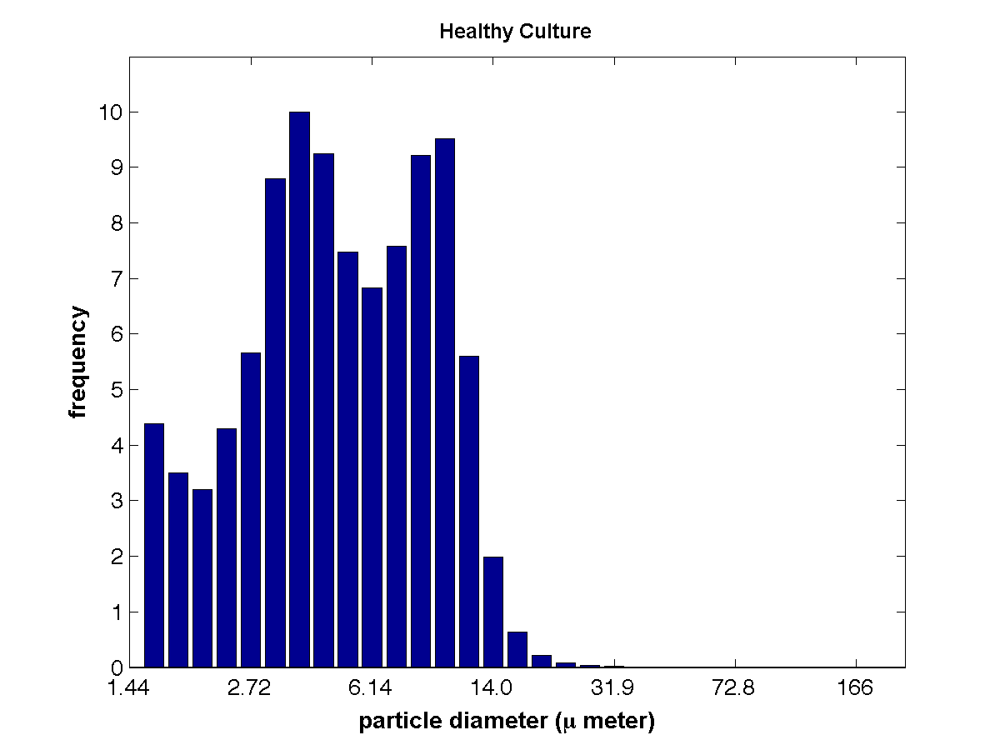 Healthy Culture
10
9
8
7
6
5
4
3
2
1
0
frequency
1.44 2.72 6.14 14.0 31.9 72.8 166
particle diameter (μ meter)